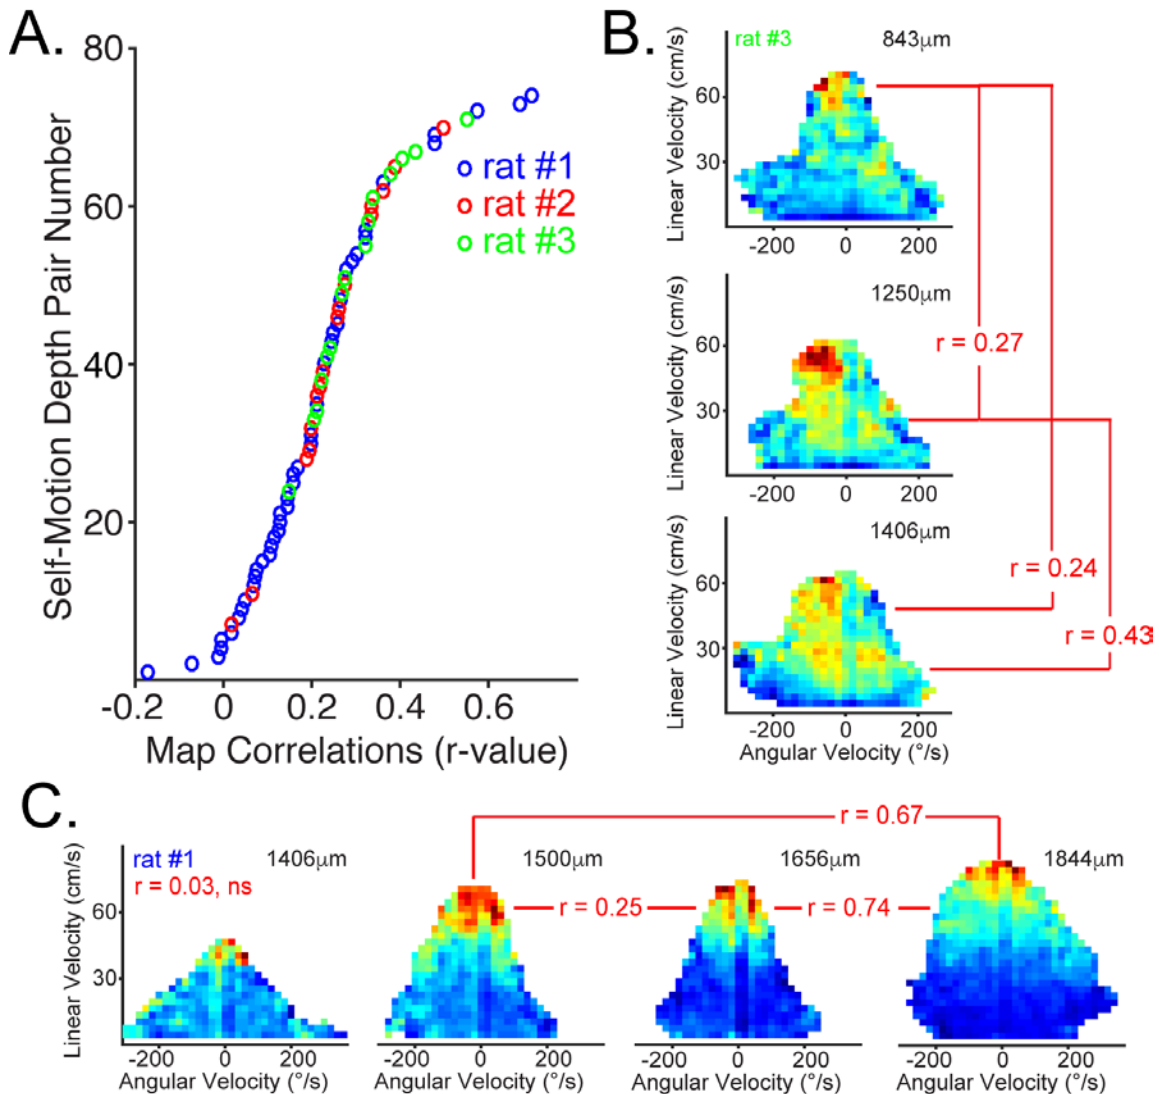 A.
80
60
40
20
-0.2 0 0.2 0.4 0.6
Map Correlations (r-value)
Self-Motion Depth Pair Number
rat #1
rat #2
rat #3
B.
rat #3
843µm
Linear Velocity (cm/s)
60
30
-200 0 200
1250µm
Linear Velocity (cm/s)
60
30
-200 0 200
1406µm
Linear Velocity (cm/s)
60
30
-200 0 200
Angular Velocity (°/s)
r = 0.27
r = 0.24
r = 0.43
C.
rat #1
r = 0.03, ns
1406µm
Linear Velocity (cm/s)
60
30
-200 0 200
Angular Velocity (°/s)
1500µm
-200 0 200
Angular Velocity (°/s)
1656µm
-200 0 200
Angular Velocity (°/s)
1844µm
-200 0 200
Angular Velocity (°/s)
r = 0.67
r = 0.25
r = 0.74